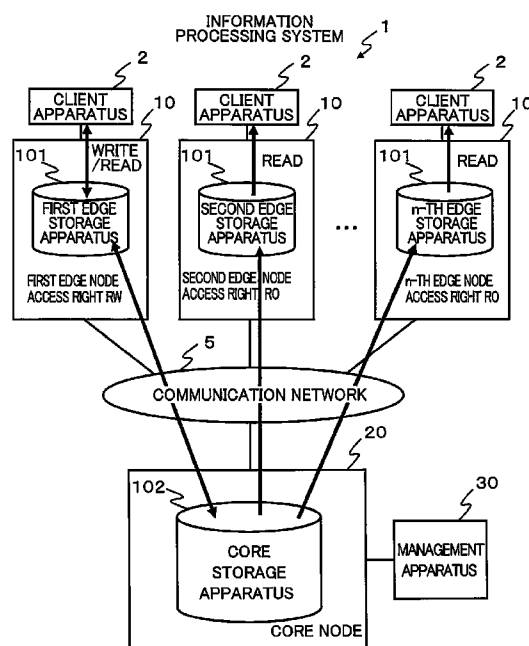 INFORMATION
PROCESSING SYSTEM
1
2
2
2
CLIENT
APPARATUS
10
CLIENT
APPARATUS
10
CLIENT
APPARATUS
10
WRITE
/READ
READ
READ
101
101
101
FIRST EDGE
STORAGE
APPARATUS
SECOND EDGE
STORAGE
APPARATUS
...
n-TH EDGE
STORAGE
APPARATUS
FIRST EDGE NODE
ACCESS RIGHT RW
SECOND EDGE NODE
ACCESS RIGHT RO
n-TH EDGE NODE
ACCESS RIGHT RO
5
COMMUNICATION NETWORK
20
102
30
CORE
STORAGE
APPARATUS
MANAGEMENT
APPARATUS
CORE NODE